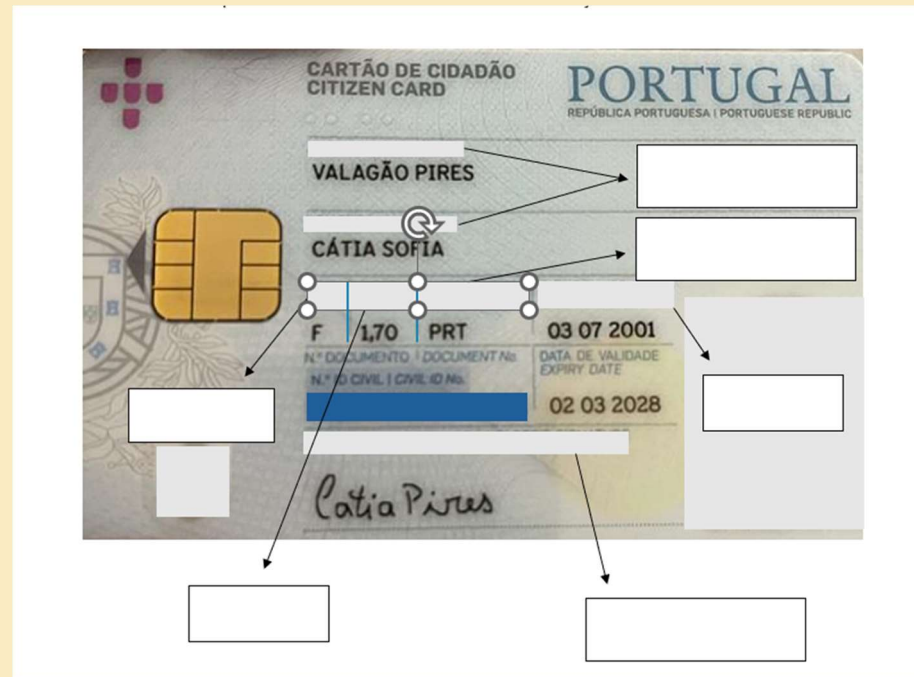 CARTÃO DE CIDADÃO
CITIZEN CARD
PORTUGAL
REPÚBLICA PORTUGUESA | PORTUGUESE REPUBLIC
VALAGÃO PIRES
CÁTIA SOFIA
F 1,70 PRT 03 07 2001
N.º DOCUMENTO | DOCUMENT No. DATA DE VALIDADE
EXPIRY DATE
N.º ID CIVIL | CIVIL ID No.
02 03 2028
Catia Pires